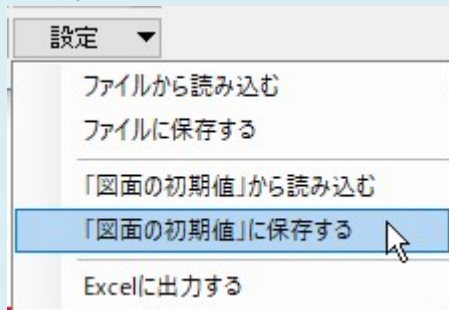 設定 ▼
ファイルから読み込む
ファイルに保存する
「図面の初期値」から読み込む
「図面の初期値」に保存する
Excelに出力する